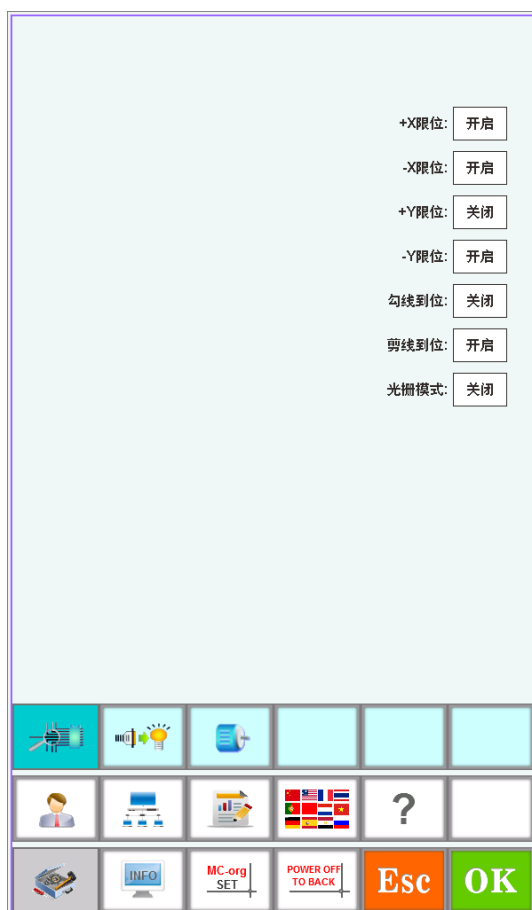 +X限位: 开启
-X限位: 开启
+Y限位: 关闭
-Y限位: 开启
勾线到位: 关闭
剪线到位: 开启
光栅模式: 关闭
?
INFO
MC-org
SET
POWER OFF
TO BACK
Esc
OK